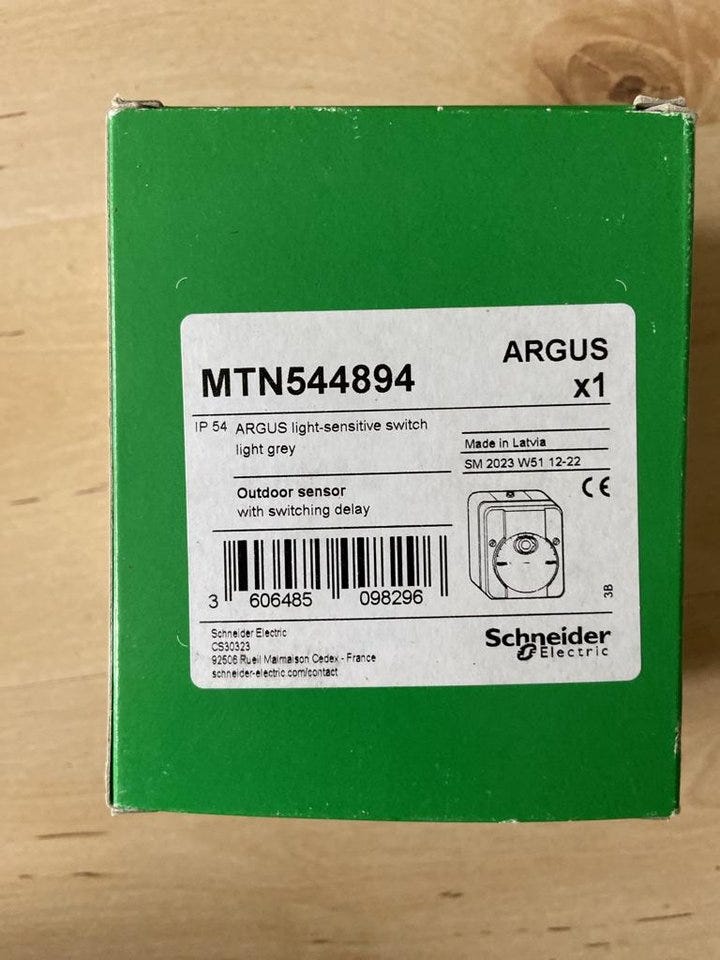 ARGUS
MTN544894
x1
IP 54 ARGUS light-sensitive switch
light grey
Made in Latvia
SM 2023 W51 12-22
Outdoor sensor
with switching delay
CE
3 606485 098296
3B
Schneider Electric
CS30323
92506 Rueil Malmaison Cedex - France
schneider-electric.com/contact
Schneider
Electric